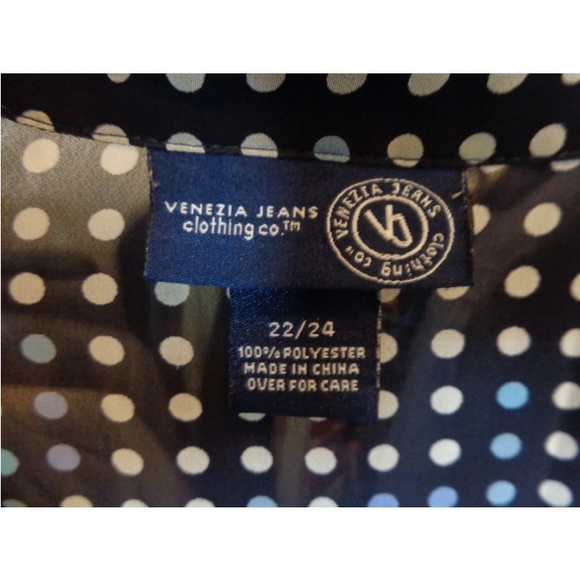 VENEZIA JEANS
clothing co.™
VENEZIA JEANS clothing co.™
VJ
22/24
100% POLYESTER
MADE IN CHINA
OVER FOR CARE